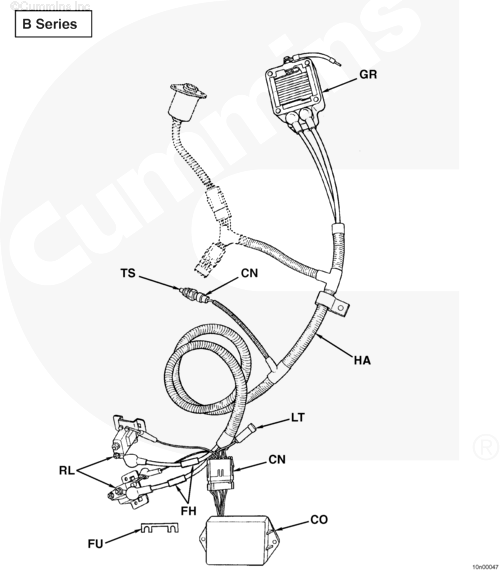 ©Cummins Inc.
B Series
GR
Cummins
TS
CN
HA
LT
RL
CN
FH
CO
FU
®
10n00047